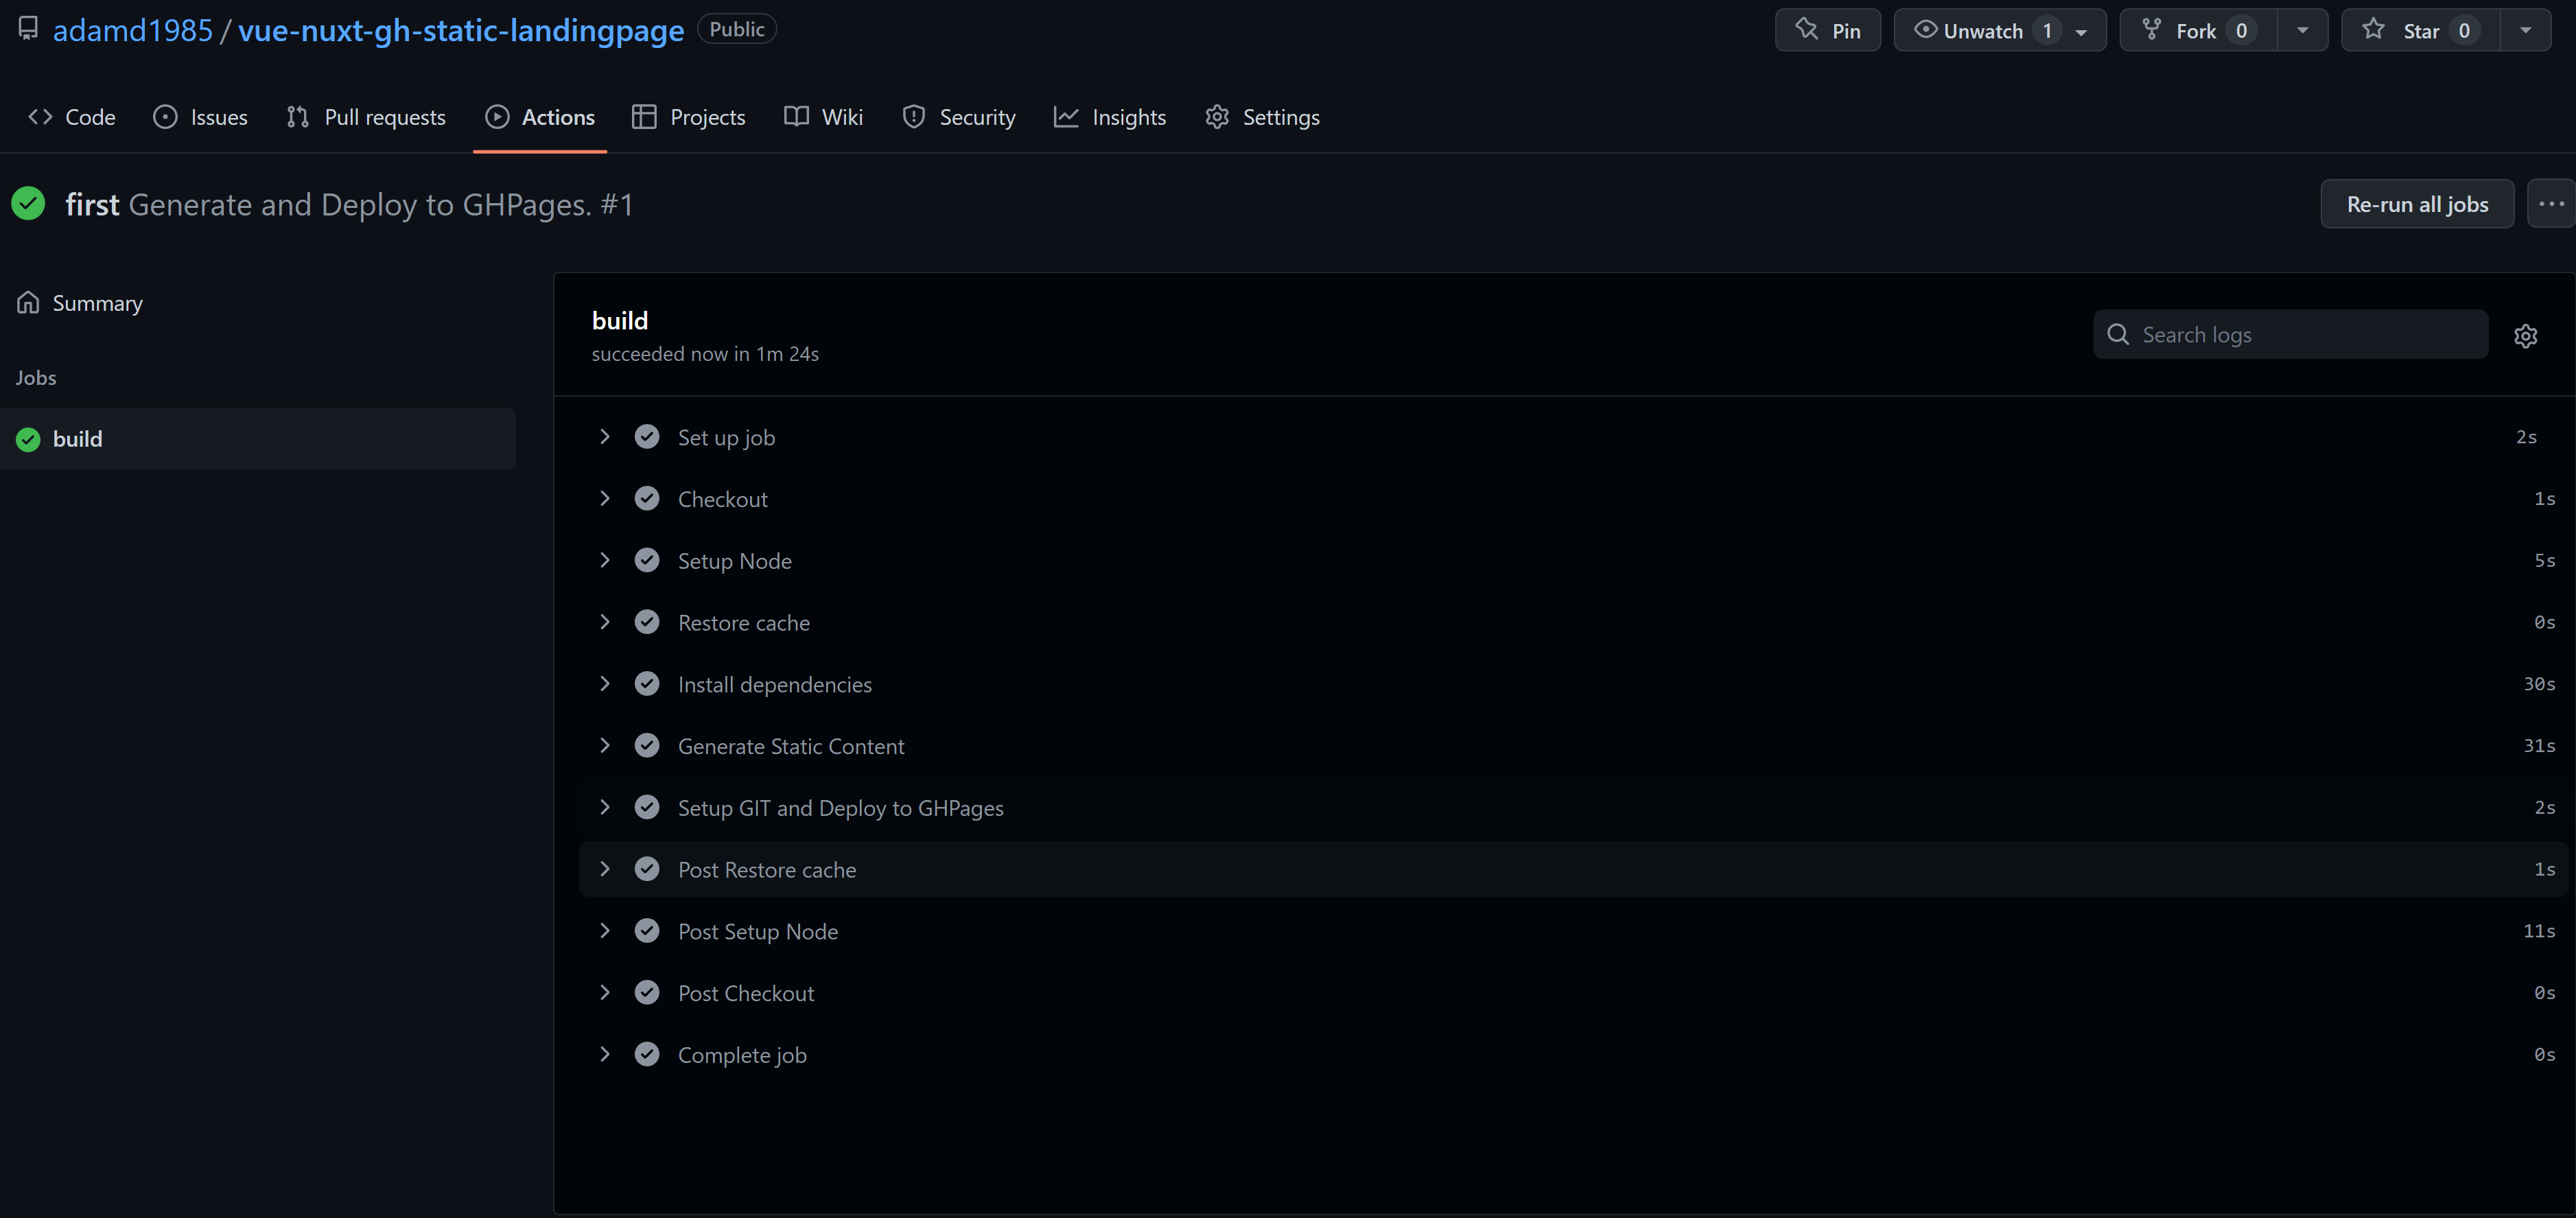 adamd1985 / vue-nuxt-gh-static-landingpage Public Pin Unwatch 1 Fork 0 Star 0
Code Issues Pull requests Actions Projects Wiki Security Insights Settings
first Generate and Deploy to GHPages. #1 Re-run all jobs ...
Summary
Jobs
build
build
succeeded now in 1m 24s
Search logs
Set up job 2s
Checkout 1s
Setup Node 5s
Restore cache 0s
Install dependencies 30s
Generate Static Content 31s
Setup GIT and Deploy to GHPages 2s
Post Restore cache 1s
Post Setup Node 11s
Post Checkout 0s
Complete job 0s